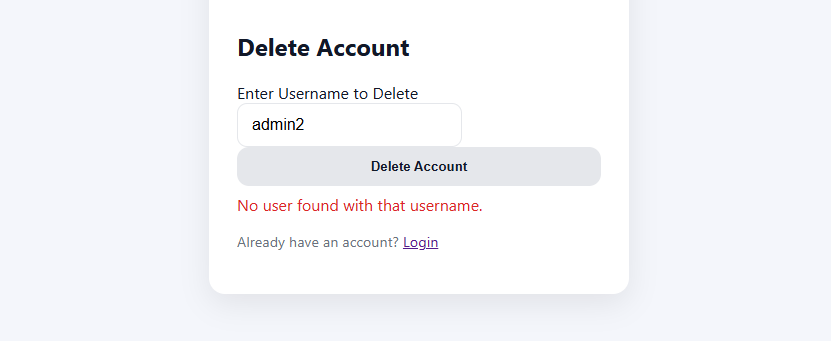 Delete Account
Enter Username to Delete
admin2
Delete Account
No user found with that username.
Already have an account? Login